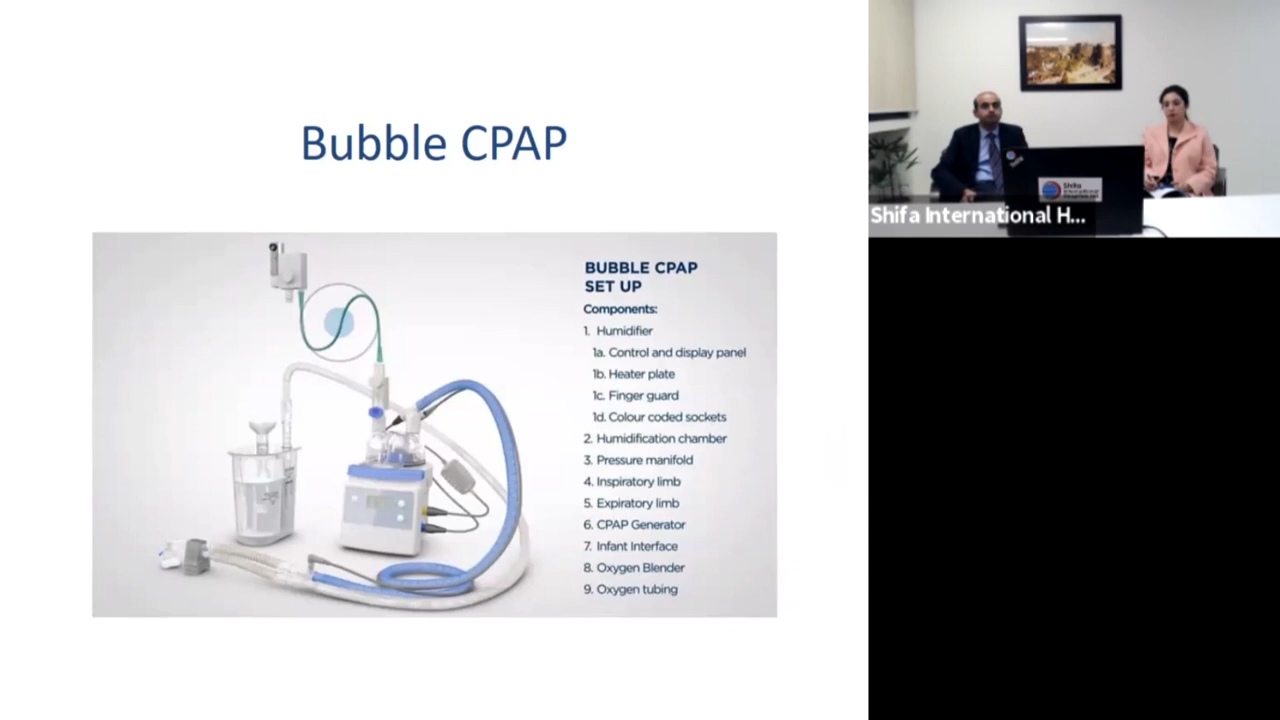 Bubble CPAP
BUBBLE CPAP
SET UP
Components:
1. Humidifier
1a. Control and display panel
1b. Heater plate
1c. Finger guard
1d. Colour coded sockets
2. Humidification chamber
3. Pressure manifold
4. Inspiratory limb
5. Expiratory limb
6. CPAP Generator
7. Infant Interface
8. Oxygen Blender
9. Oxygen tubing
Shifa
International
Shifa International H...